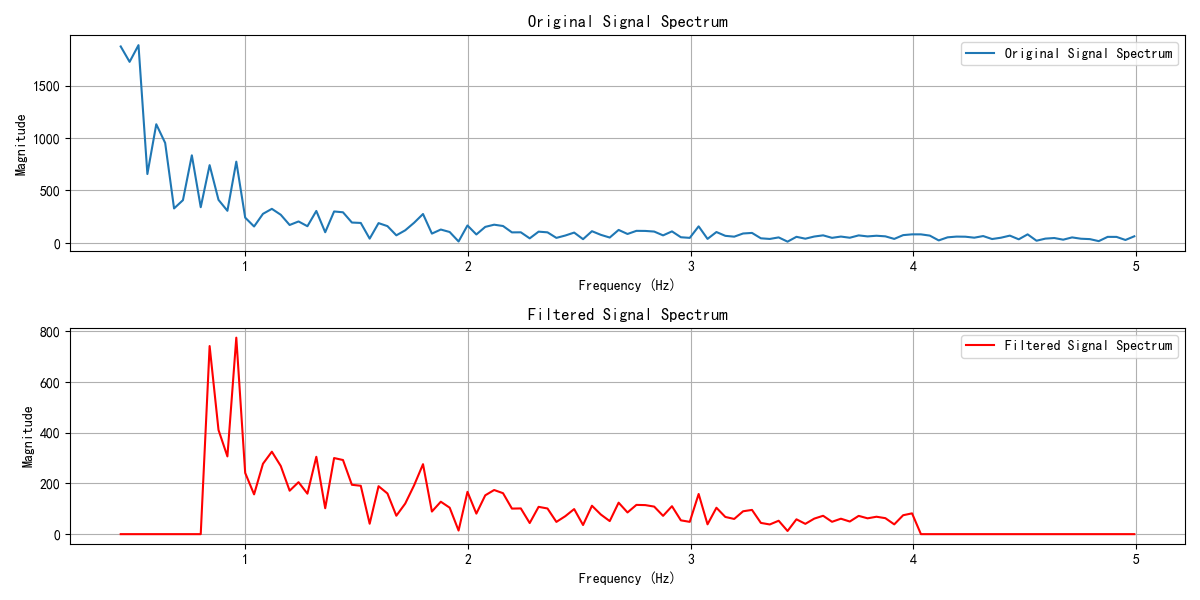 Original Signal Spectrum
Original Signal Spectrum
Magnitude
1500
1000
500
0
1 2 3 4 5
Frequency (Hz)
Filtered Signal Spectrum
Filtered Signal Spectrum
Magnitude
800
600
400
200
0
1 2 3 4 5
Frequency (Hz)